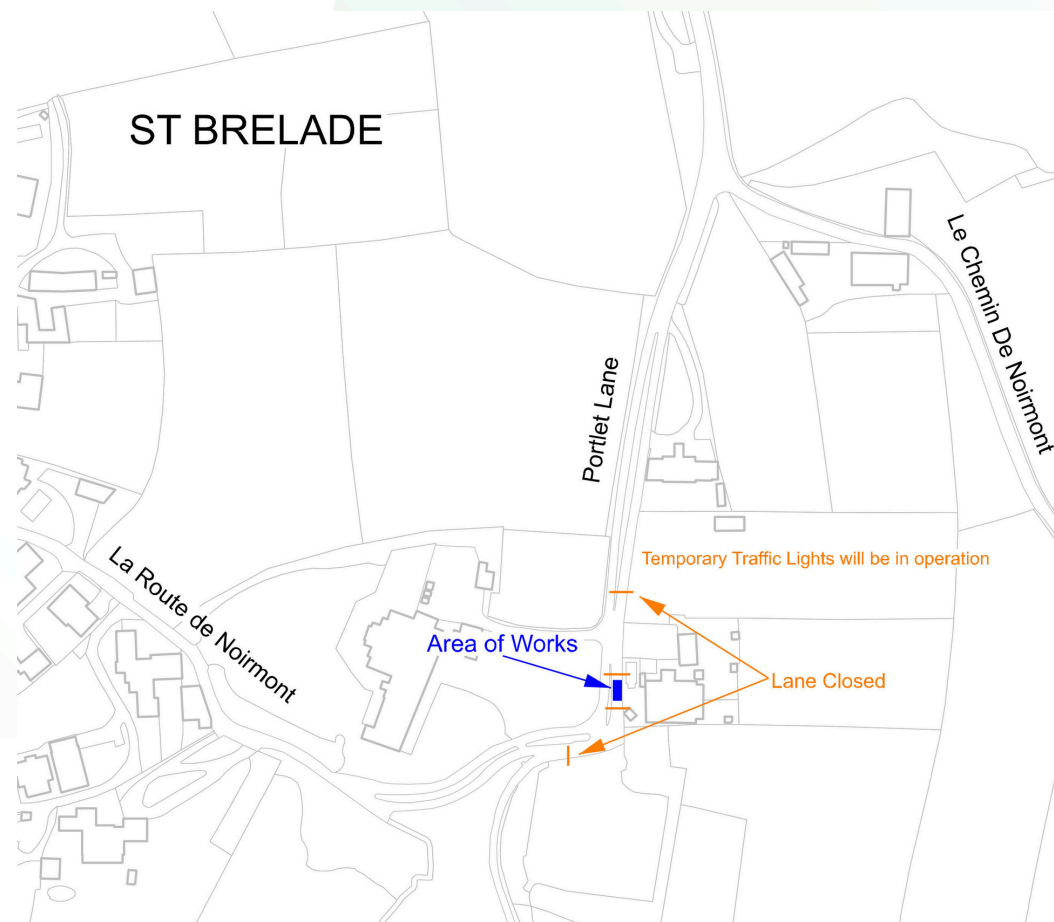 ST BRELADE
Le Chemin De Noirmont
Portlet Lane
Temporary Traffic Lights will be in operation
La Route de Noirmont
Area of Works
Lane Closed